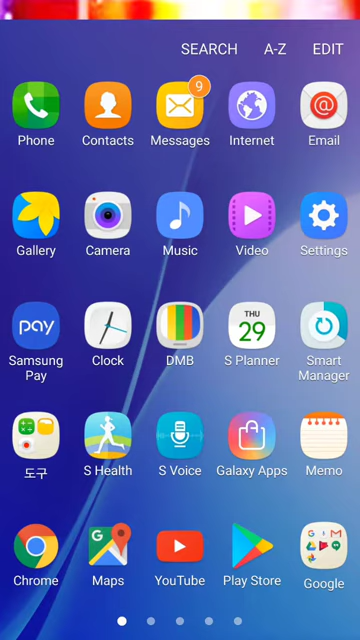 SEARCH A-Z EDIT
9
Phone Contacts Messages Internet Email
Gallery Camera Music Video Settings
pay
THU
29
Samsung Pay Clock DMB S Planner Smart Manager
도구 S Health S Voice Galaxy Apps Memo
G
Chrome Maps YouTube Play Store Google